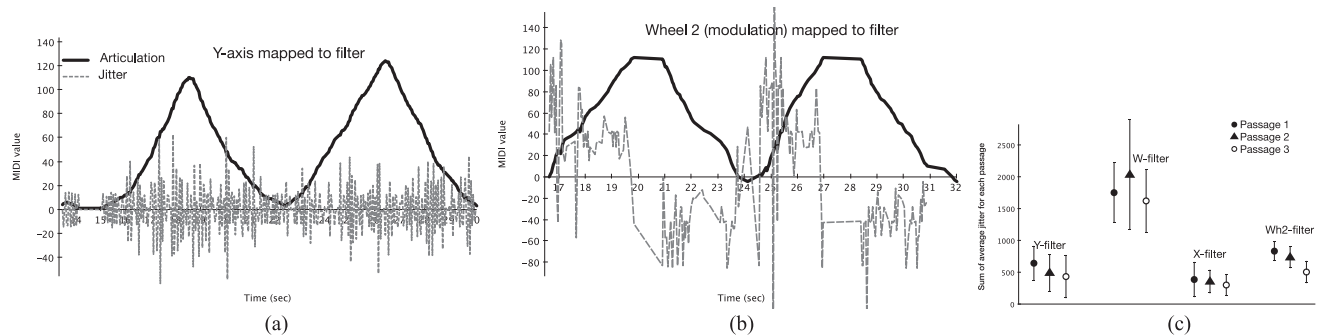 Y-axis mapped to filter
Articulation
Jitter
MIDI value
140
120
100
80
60
40
20
0
−20
−40
Time (sec)
(a)
Wheel 2 (modulation) mapped to filter
MIDI value
140
120
100
80
60
40
20
0
−20
−40
−60
−80
17 18 19 20 21 22 23 24 25 26 27 28 29 30 31 32
Time (sec)
(b)
Passage 1
Passage 2
Passage 3
Sum of average jitter for each passage
2500
2000
1500
1000
500
0
Y-filter
W-filter
X-filter
Wh2-filter
(c)